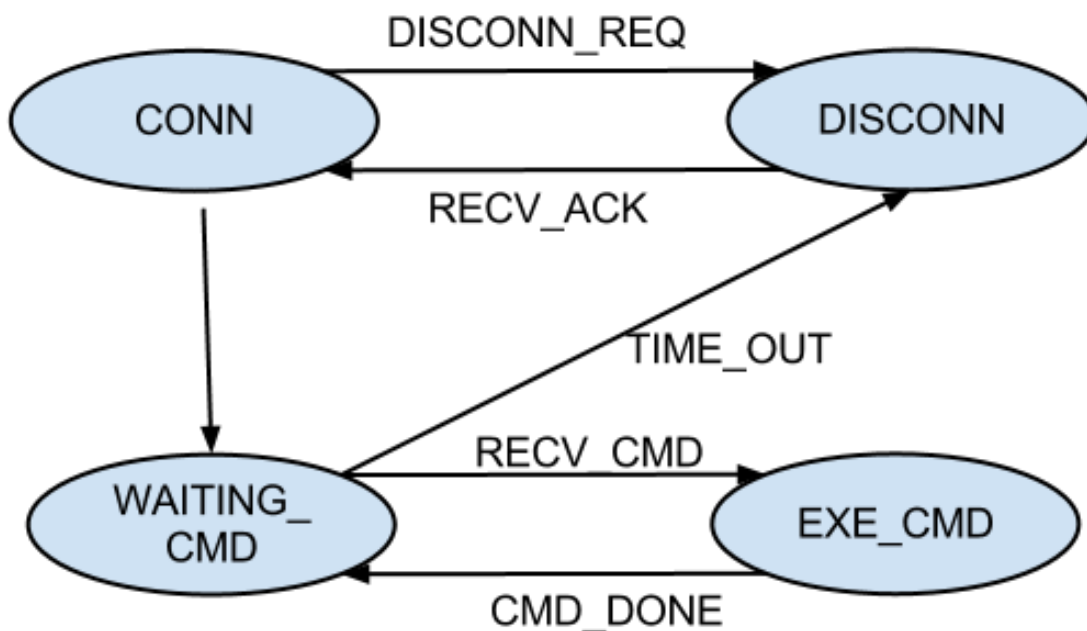 DISCONN_REQ
CONN
DISCONN
RECV_ACK
TIME_OUT
RECV_CMD
WAITING_
CMD
EXE_CMD
CMD_DONE